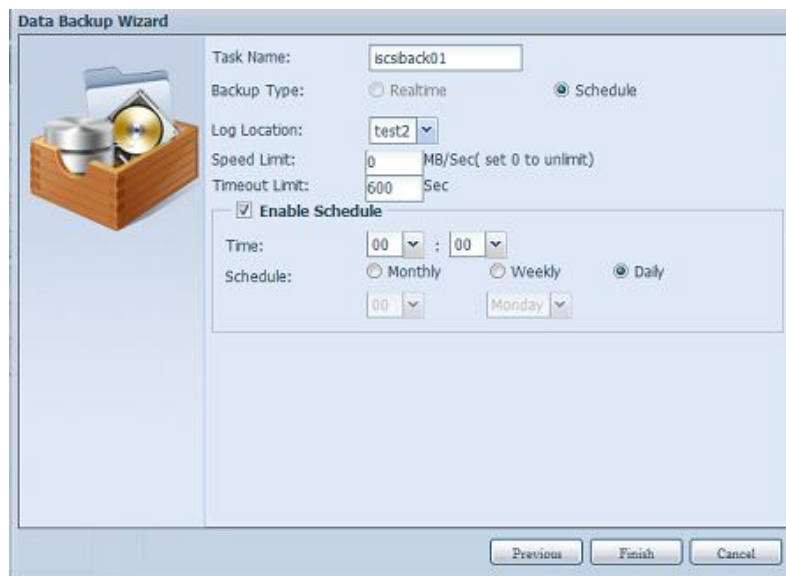 Data Backup Wizard
Task Name: iscsiback01
Backup Type: Realtime Schedule
Log Location: test2
Speed Limit: 0 MB/Sec( set 0 to unlimit)
Timeout Limit: 600 Sec
Enable Schedule
Time: 00 : 00
Schedule: Monthly Weekly Daily
00 Monday
Previous Finish Cancel